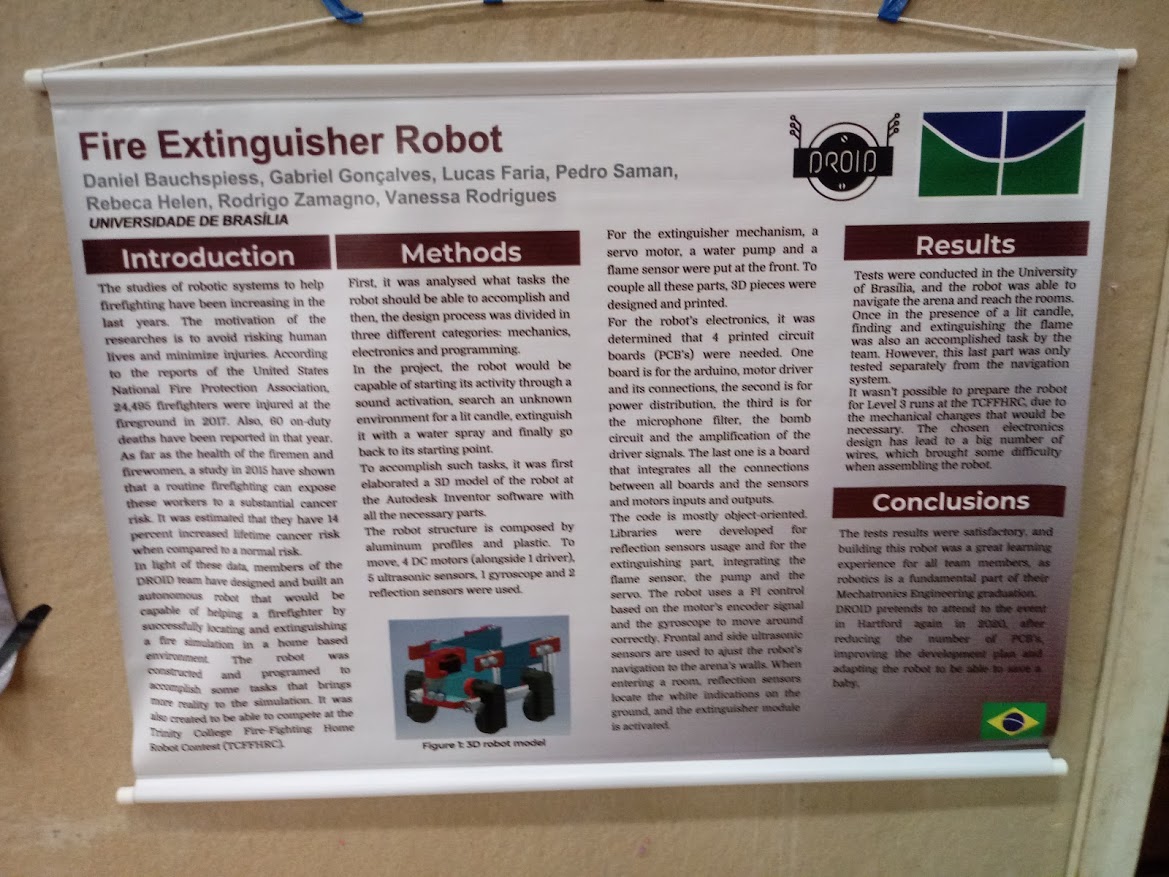 Fire Extinguisher Robot
Daniel Bauchspiess, Gabriel Gonçalves, Lucas Faria, Pedro Saman,
Rebeca Helen, Rodrigo Zamagno, Vanessa Rodrigues
UNIVERSIDADE DE BRASÍLIA
DROID
Introduction
The studies of robotic systems to help
firefighting have been increasing in the
last years. The motivation of the
researches is to avoid risking human
lives and minimize injuries. According
to the reports of the United States
National Fire Protection Association,
24,495 firefighters were injured at the
fireground in 2017. Also, 60 on-duty
deaths have been reported in that year.
As far as the health of the firemen and
firewomen, a study in 2015 have shown
that a routine firefighting can expose
these workers to a substantial cancer
risk. It was estimated that they have 14
percent increased lifetime cancer risk
when compared to a normal risk.
In light of these data, members of the
DROID team have designed and built an
autonomous robot that would be
capable of helping a firefighter by
successfully locating and extinguishing
a fire simulation in a home based
environment. The robot was
constructed and programed to
accomplish some tasks that brings
more reality to the simulation. It was
also created to be able to compete at the
Trinity College Fire-Fighting Home
Robot Contest (TCFFHRC).
Methods
First, it was analysed what tasks the
robot should be able to accomplish and
then, the design process was divided in
three different categories: mechanics,
electronics and programming.
In the project, the robot would be
capable of starting its activity through a
sound activation, search an unknown
environment for a lit candle, extinguish
it with a water spray and finally go
back to its starting point.
To accomplish such tasks, it was first
elaborated a 3D model of the robot at
the Autodesk Inventor software with
all the necessary parts.
The robot structure is composed by
aluminum profiles and plastic. To
move, 4 DC motors (alongside 1 driver),
5 ultrasonic sensors, 1 gyroscope and 2
reflection sensors were used.
Figure 1: 3D robot model
For the extinguisher mechanism, a
servo motor, a water pump and a
flame sensor were put at the front. To
couple all these parts, 3D pieces were
designed and printed.
For the robot's electronics, it was
determined that 4 printed circuit
boards (PCB's) were needed. One
board is for the arduino, motor driver
and its connections, the second is for
power distribution, the third is for
the microphone filter, the bomb
circuit and the amplification of the
driver signals. The last one is a board
that integrates all the connections
between all boards and the sensors
and motors inputs and outputs.
The code is mostly object-oriented.
Libraries were developed for
reflection sensors usage and for the
extinguishing part, integrating the
flame sensor, the pump and the
servo. The robot uses a PI control
based on the motor's encoder signal
and the gyroscope to move around
correctly. Frontal and side ultrasonic
sensors are used to ajust the robot's
navigation to the arena's walls. When
entering a room, reflection sensors
locate the white indications on the
ground, and the extinguisher module
is activated.
Results
Tests were conducted in the University
of Brasília, and the robot was able to
navigate the arena and reach the rooms.
Once in the presence of a lit candle,
finding and extinguishing the flame
was also an accomplished task by the
team. However, this last part was only
tested separately from the navigation
system.
It wasn't possible to prepare the robot
for Level 3 runs at the TCFFHRC, due to
the mechanical changes that would be
necessary. The chosen electronics
design has lead to a big number of
wires, which brought some difficulty
when assembling the robot.
Conclusions
The tests results were satisfactory, and
building this robot was a great learning
experience for all team members, as
robotics is a fundamental part of their
Mechatronics Engineering graduation.
DROID pretends to attend to the event
in Hartford again in 2020, after
reducing the number of PCB's,
improving the development plan and
adapting the robot to be able to save a
baby.